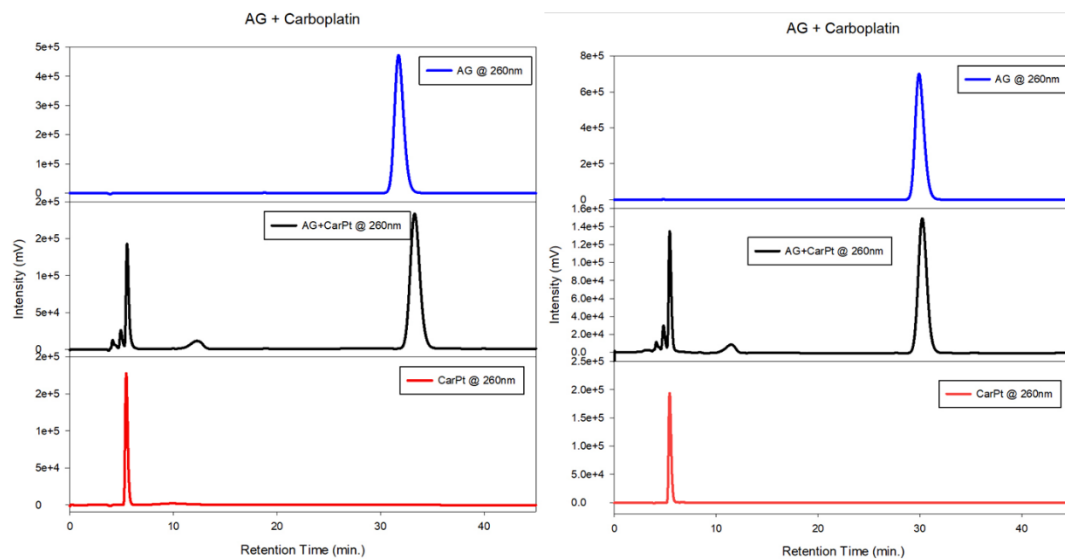 AG + Carboplatin
5e+5
4e+5
3e+5
2e+5
1e+5
0
AG @ 260nm
2e+5
2e+5
1e+5
5e+4
0
AG+CarPt @ 260nm
2e+5
2e+5
1e+5
5e+4
0
CarPt @ 260nm
Intensity (mV)
0 10 20 30 40
Retention Time (min.)
AG + Carboplatin
8e+5
6e+5
4e+5
2e+5
0
AG @ 260nm
1.6e+5
1.4e+5
1.2e+5
1.0e+5
8.0e+4
6.0e+4
4.0e+4
2.0e+4
0.0
AG+CarPt @ 260nm
2.5e+5
2.0e+5
1.5e+5
1.0e+5
5.0e+4
0.0
CarPt @ 260nm
Intensity (mV)
0 10 20 30 40
Retention Time (min.)